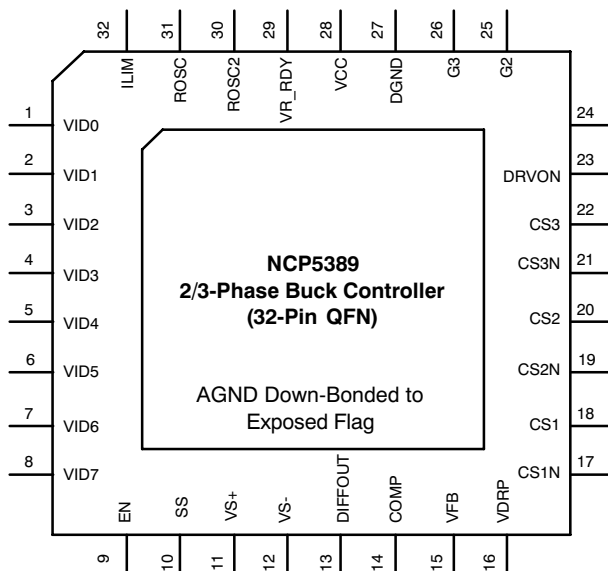 32 31 30 29 28 27 26 25
ILIM ROSC ROSC2 VR_RDY VCC DGND G3 G2
1 VID0 24
2 VID1 DRVON 23
3 VID2 CS3 22
4 VID3 CS3N 21
5 VID4 CS2 20
6 VID5 CS2N 19
7 VID6 CS1 18
8 VID7 CS1N 17
NCP5389
2/3-Phase Buck Controller
(32-Pin QFN)
AGND Down-Bonded to
Exposed Flag
EN SS VS+ VS- DIFFOUT COMP VFB VDRP
9 10 11 12 13 14 15 16